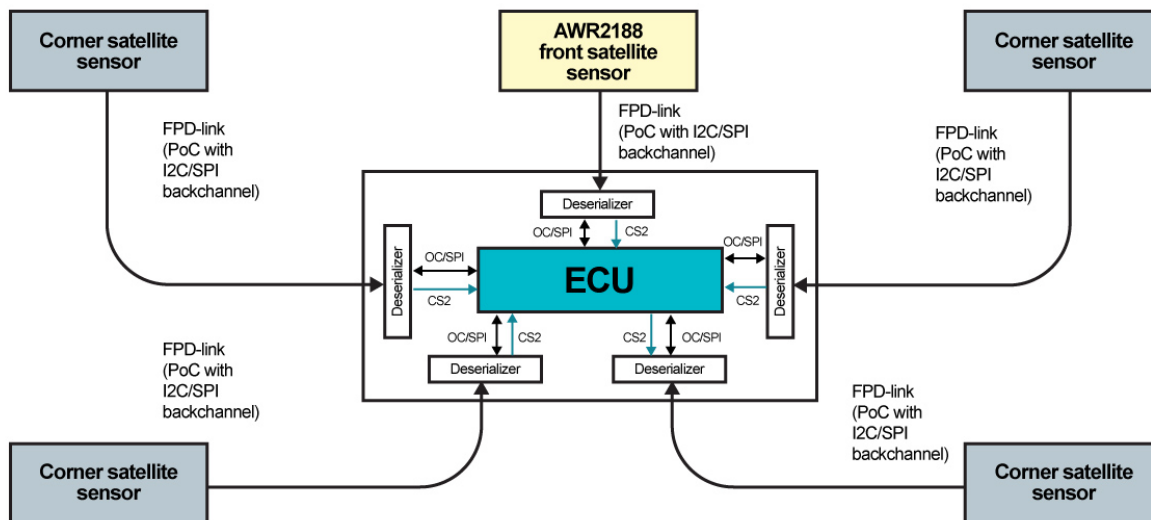 Corner satellite
sensor
AWR2188
front satellite
sensor
Corner satellite
sensor
FPD-link
(PoC with
I2C/SPI
backchannel)
FPD-link
(PoC with I2C/SPI
backchannel)
FPD-link
(PoC with
I2C/SPI
backchannel)
Deserializer
OC/SPI
CS2
Deserializer
OC/SPI
CS2
ECU
OC/SPI
CS2
Deserializer
OC/SPI
CS2
Deserializer
CS2
OC/SPI
Deserializer
FPD-link
(PoC with
I2C/SPI
backchannel)
FPD-link
(PoC with
I2C/SPI
backchannel)
Corner satellite
sensor
Corner satellite
sensor